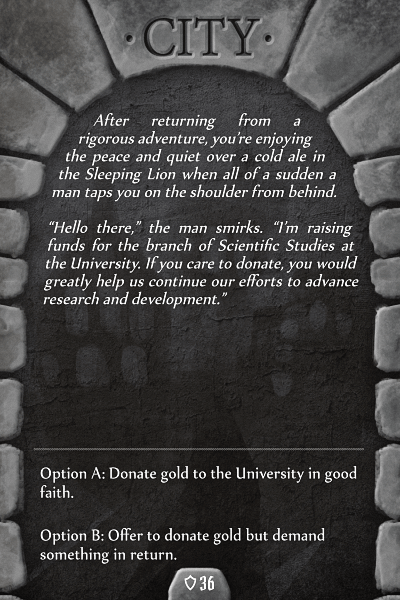 ·CITY·
After returning from a
rigorous adventure, you're enjoying
the peace and quiet over a cold ale in
the Sleeping Lion when all of a sudden a
man taps you on the shoulder from behind.
“Hello there,” the man smirks. “I'm raising
funds for the branch of Scientific Studies at
the University. If you care to donate, you would
greatly help us continue our efforts to advance
research and development.”
Option A: Donate gold to the University in good
faith.
Option B: Offer to donate gold but demand
something in return.
36